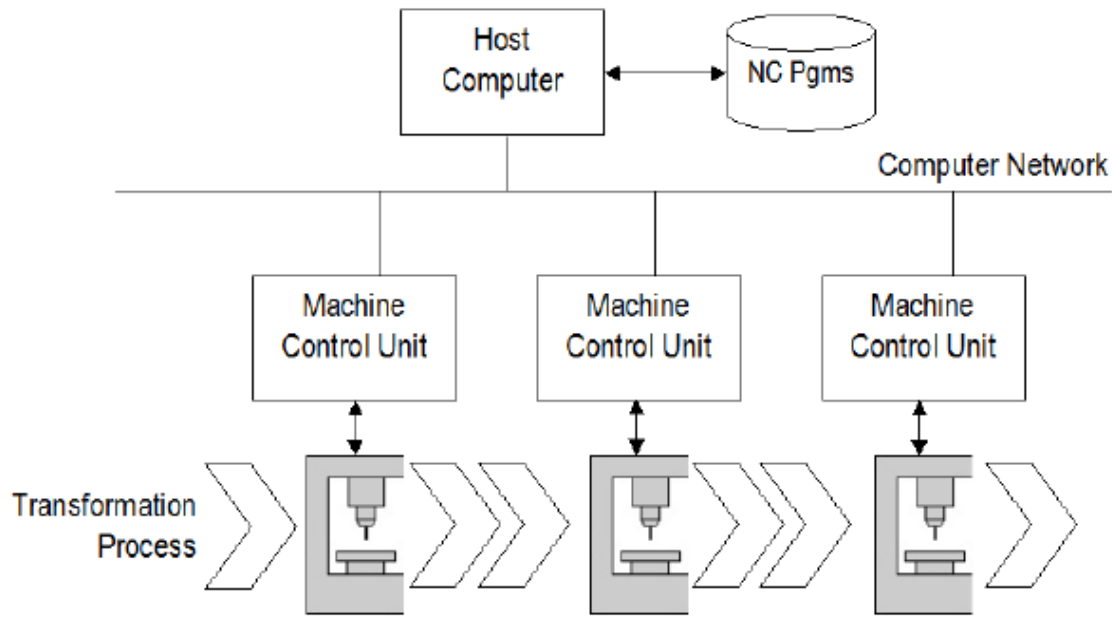 Host
Computer
NC Pgms
Computer Network
Machine
Control Unit
Machine
Control Unit
Machine
Control Unit
Transformation
Process